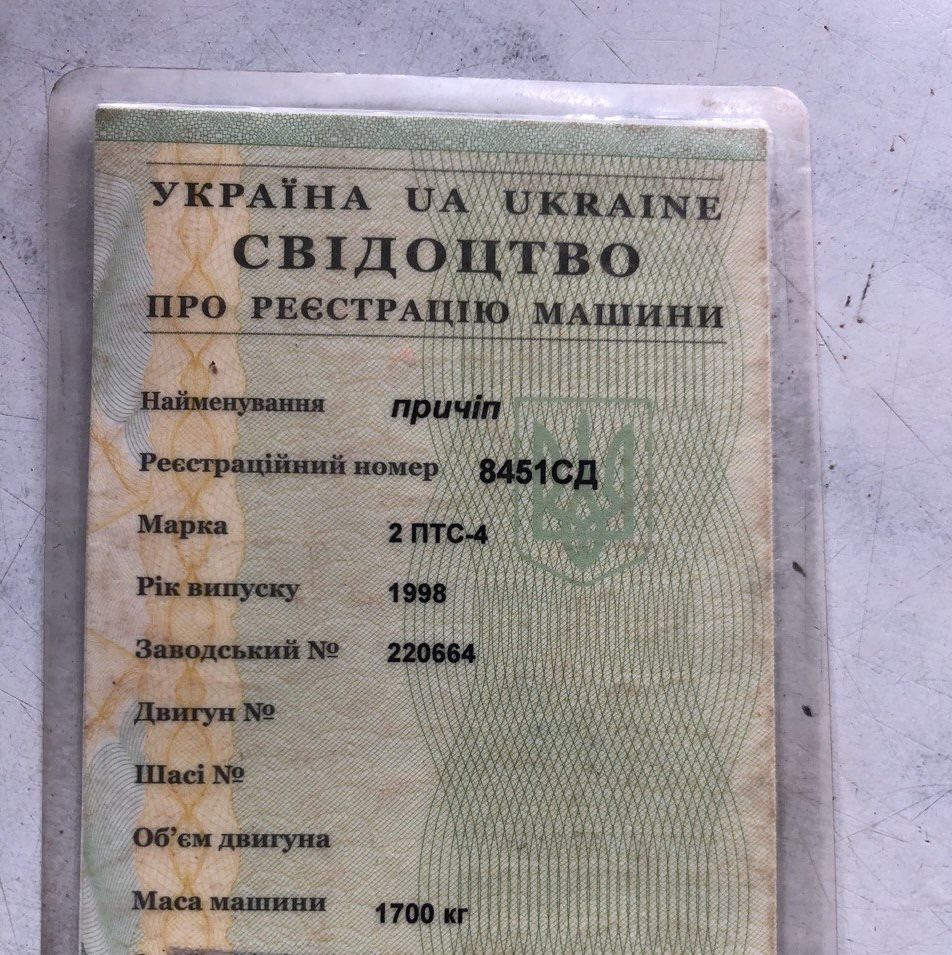 УКРАЇНА UA UKRAINE
СВІДОЦТВО
ПРО РЕЄСТРАЦІЮ МАШИНИ
Найменування причіп
Реєстраційний номер 8451СД
Марка 2 ПТС-4
Рік випуску 1998
Заводський № 220664
Двигун №
Шасі №
Об’єм двигуна
Маса машини 1700 кг